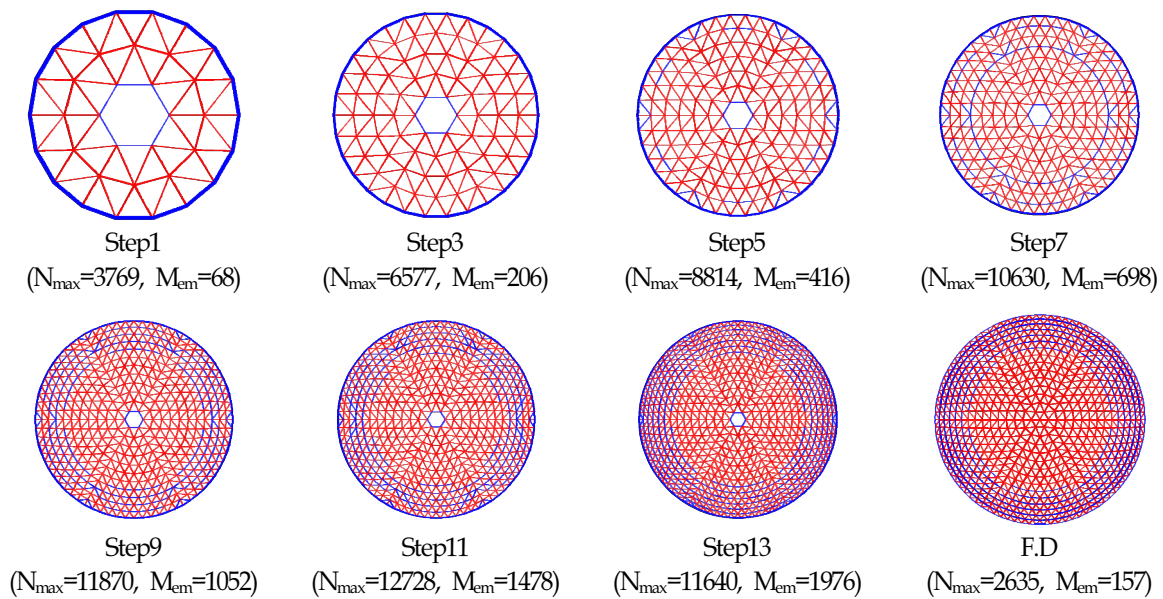 Step1
(Nmax=3769, Mem=68)
Step3
(Nmax=6577, Mem=206)
Step5
(Nmax=8814, Mem=416)
Step7
(Nmax=10630, Mem=698)
Step9
(Nmax=11870, Mem=1052)
Step11
(Nmax=12728, Mem=1478)
Step13
(Nmax=11640, Mem=1976)
F.D
(Nmax=2635, Mem=157)